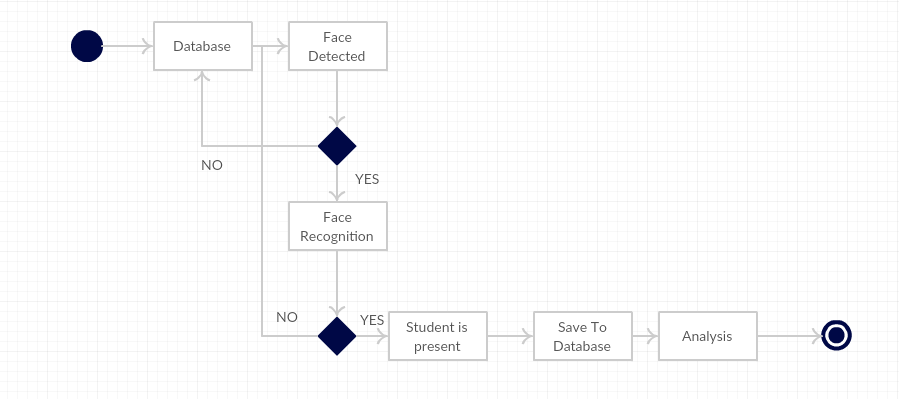 Database
Face
Detected
NO
YES
Face
Recognition
NO
YES
Student is
present
Save To
Database
Analysis